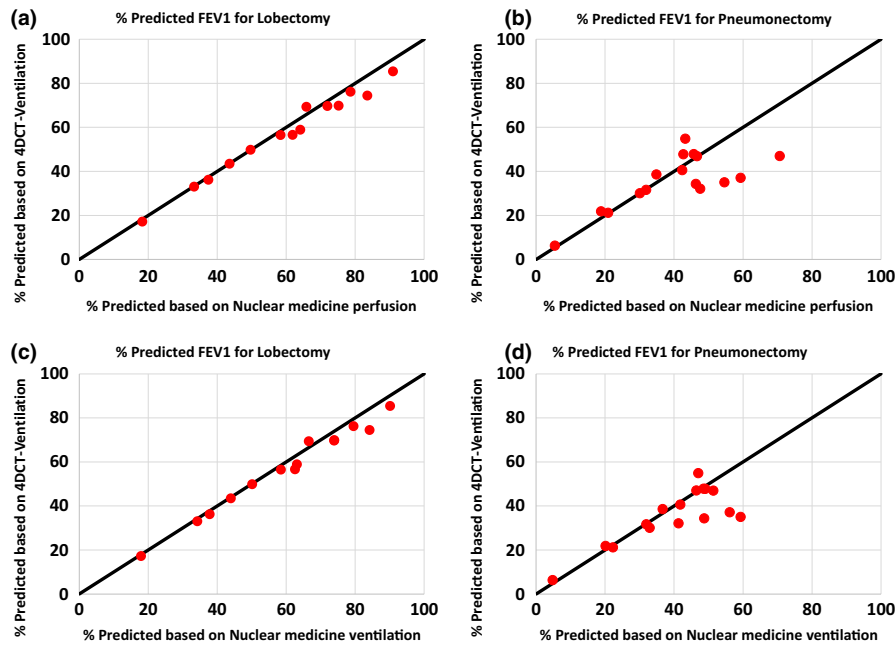 (a)
% Predicted FEV1 for Lobectomy
% Predicted based on 4DCT-Ventilation
100
80
60
40
20
0
0 20 40 60 80 100
% Predicted based on Nuclear medicine perfusion
(b)
% Predicted FEV1 for Pneumonectomy
% Predicted based on 4DCT-Ventilation
100
80
60
40
20
0
0 20 40 60 80 100
% Predicted based on Nuclear medicine perfusion
(c)
% Predicted FEV1 for Lobectomy
% Predicted based on 4DCT-Ventilation
100
80
60
40
20
0
0 20 40 60 80 100
% Predicted based on Nuclear medicine ventilation
(d)
% Predicted FEV1 for Pneumonectomy
% Predicted based on 4DCT-Ventilation
100
80
60
40
20
0
0 20 40 60 80 100
% Predicted based on Nuclear medicine ventilation